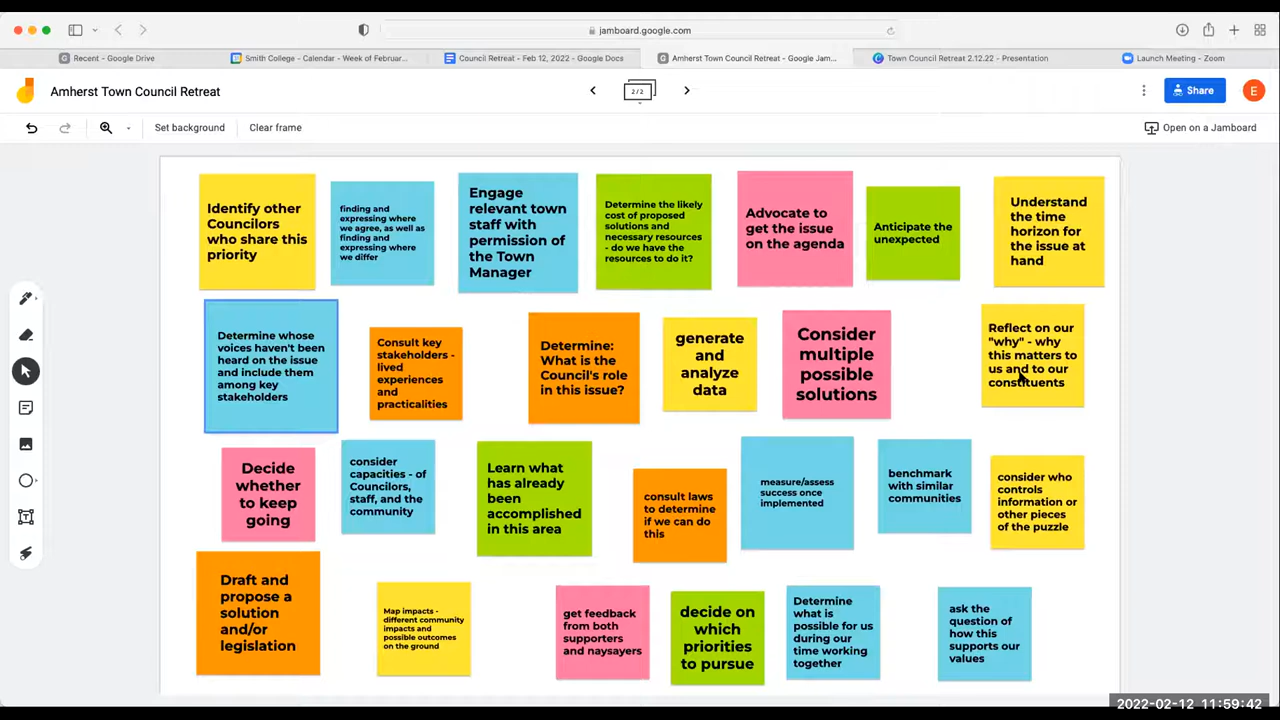 jamboard.google.com
Recent - Google Drive
Smith College - Calendar - Week of Februar...
Council Retreat - Feb 12, 2022 - Google Docs
Amherst Town Council Retreat - Google Jam...
Town Council Retreat 2.12.22 - Presentation
Launch Meeting - Zoom
Amherst Town Council Retreat
2/2
Share
E
Set background
Clear frame
Open on a Jamboard
Identify other
Councilors
who share this
priority
finding and
expressing where
we agree, as well as
finding and
expressing where
we differ
Engage
relevant town
staff with
permission of
the Town
Manager
Determine the likely
cost of proposed
solutions and
necessary resources
- do we have the
resources to do it?
Advocate to
get the issue
on the agenda
Anticipate the
unexpected
Understand
the time
horizon for
the issue at
hand
Determine whose
voices haven't been
heard on the issue
and include them
among key
stakeholders
Consult key
stakeholders -
lived
experiences
and
practicalities
Determine:
What is the
Council's role
in this issue?
generate
and
analyze
data
Consider
multiple
possible
solutions
Reflect on our
"why" - why
this matters to
us and to our
constituents
Decide
whether
to keep
going
consider
capacities - of
Councilors,
staff, and the
community
Learn what
has already
been
accomplished
in this area
consult laws
to determine
if we can do
this
measure/assess
success once
implemented
benchmark
with similar
communities
consider who
controls
information or
other pieces
of the puzzle
Draft and
propose a
solution
and/or
legislation
Map impacts -
different community
impacts and
possible outcomes
on the ground
get feedback
from both
supporters
and naysayers
decide on
which
priorities
to pursue
Determine
what is
possible for us
during our
time working
together
ask the
question of
how this
supports our
values
2022-02-12 11:59:42